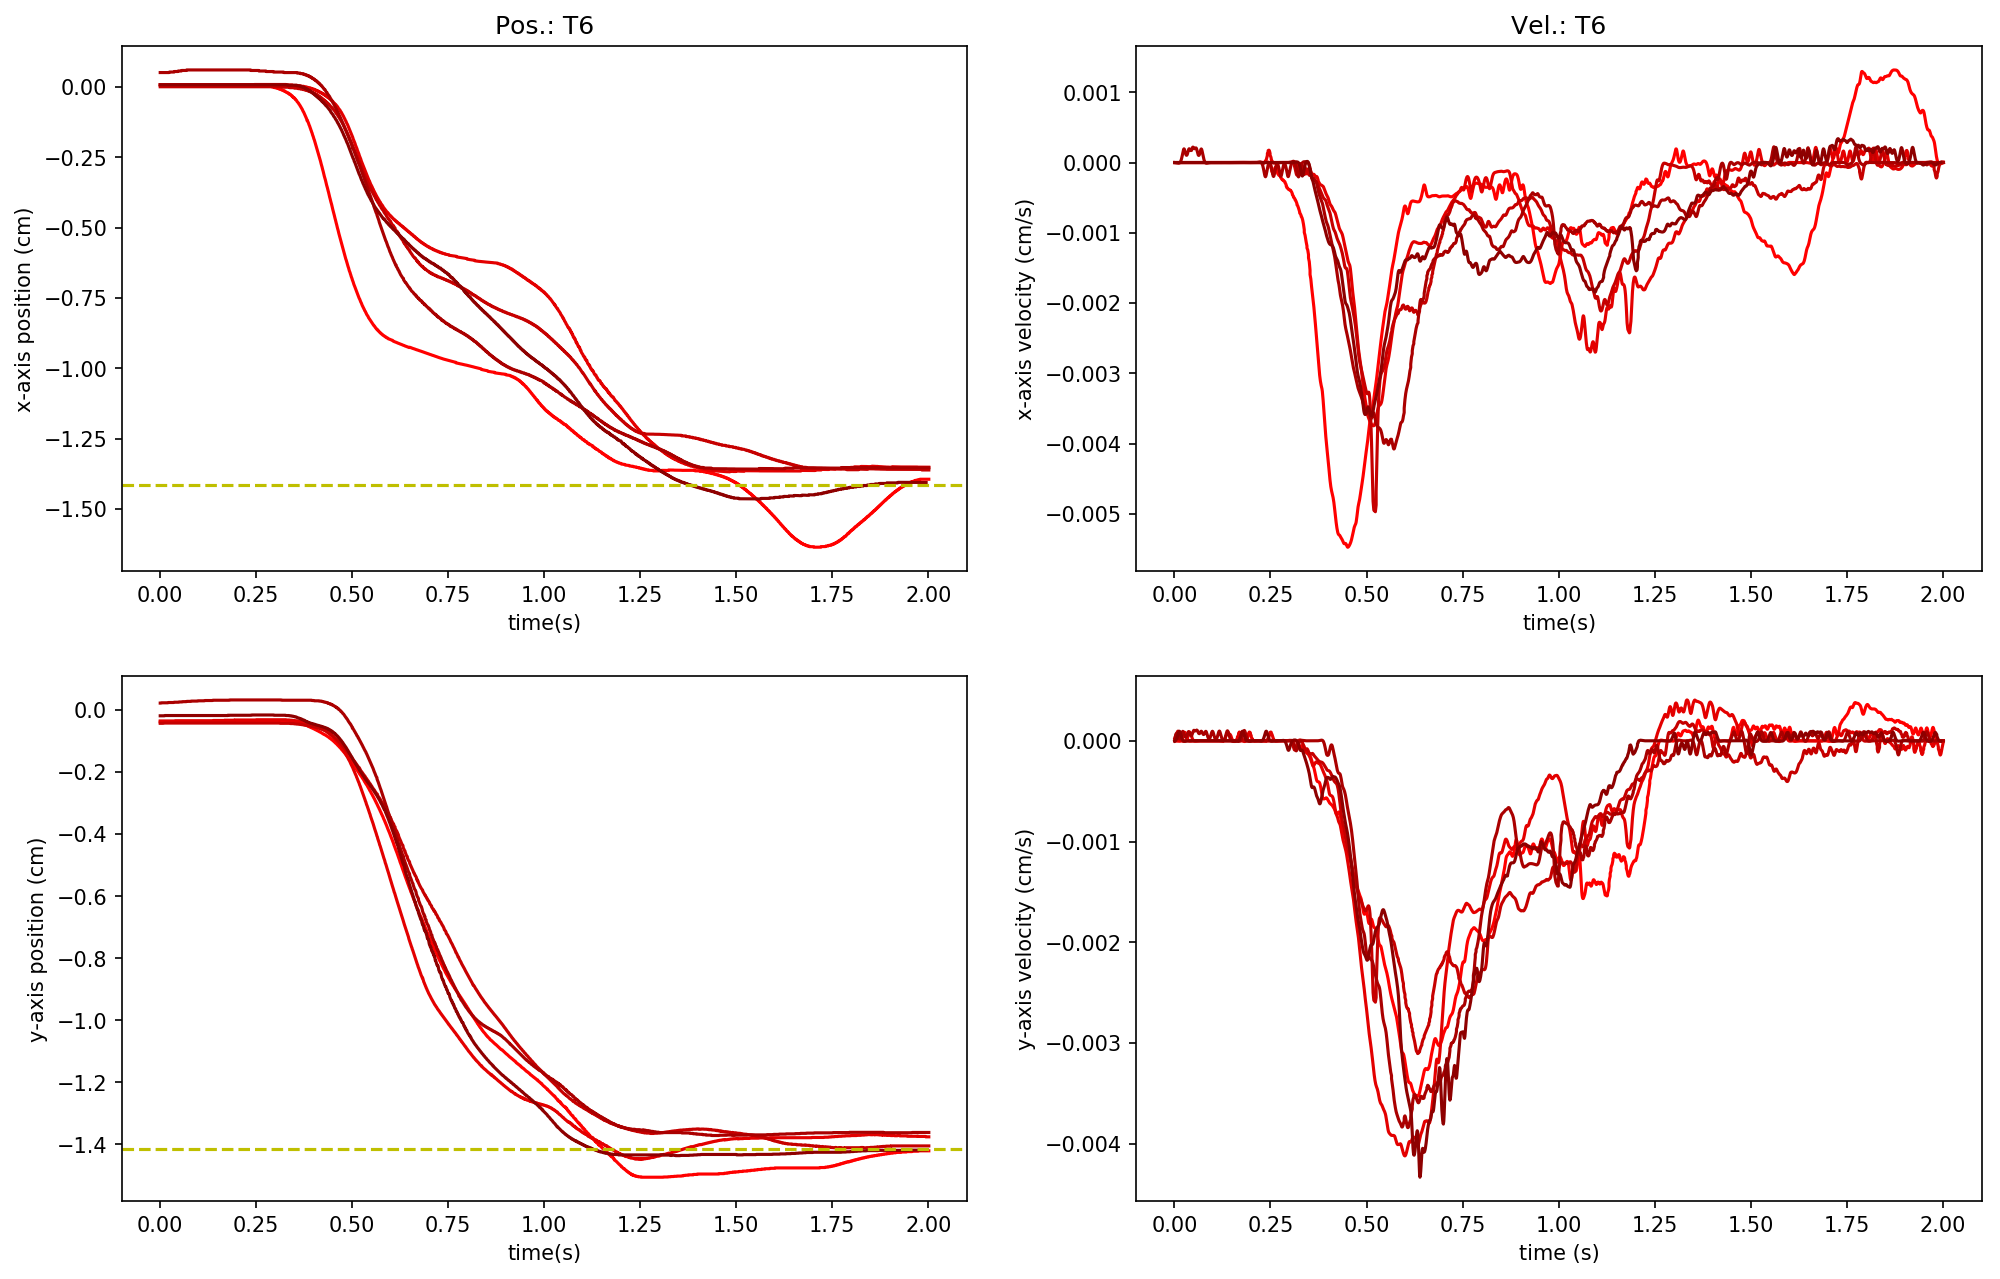 Pos.: T6
Vel.: T6
x-axis position (cm)
0.00
−0.25
−0.50
−0.75
−1.00
−1.25
−1.50
0.00 0.25 0.50 0.75 1.00 1.25 1.50 1.75 2.00
time(s)
x-axis velocity (cm/s)
0.001
0.000
−0.001
−0.002
−0.003
−0.004
−0.005
0.00 0.25 0.50 0.75 1.00 1.25 1.50 1.75 2.00
time(s)
y-axis position (cm)
0.0
−0.2
−0.4
−0.6
−0.8
−1.0
−1.2
−1.4
0.00 0.25 0.50 0.75 1.00 1.25 1.50 1.75 2.00
time(s)
y-axis velocity (cm/s)
0.000
−0.001
−0.002
−0.003
−0.004
0.00 0.25 0.50 0.75 1.00 1.25 1.50 1.75 2.00
time (s)